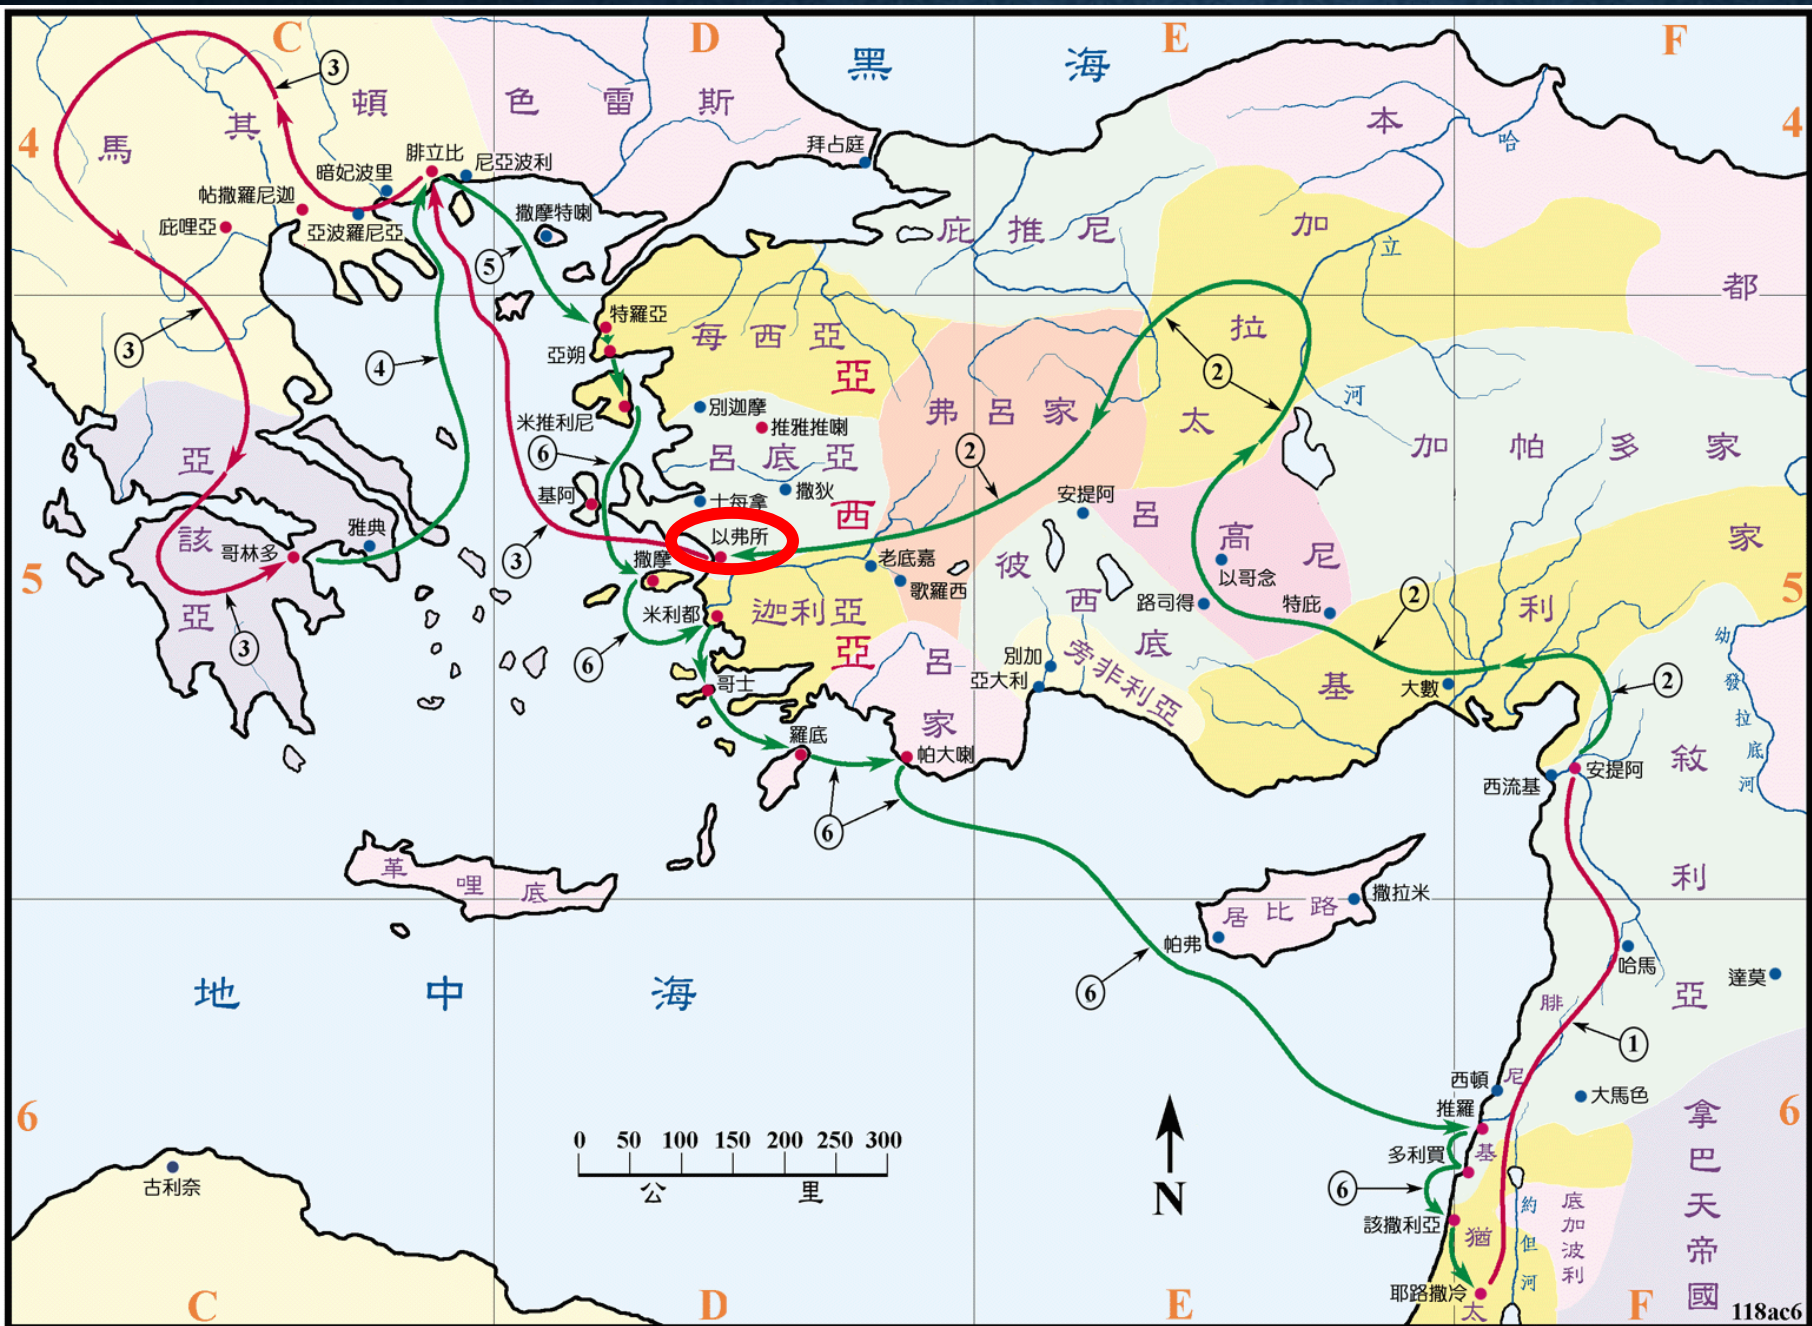 C
D
E
F
黑 海
馬 其 頓
色 雷 斯
本
都
哈
立
河
4
4
③
拜占庭
腓立比
尼亞波利
暗妃波里
帖撒羅尼迦
庇哩亞
亞波羅尼亞
撒摩特喇
⑤
庇 推 尼
加
拉
太
特羅亞
亞朔
每 西 亞
亞
西
亞
③
④
②
弗 呂 家
別迦摩
推雅推喇
米推利尼
呂 底 亞
⑥
②
加 帕 多 家
亞
該
亞
基阿
士每拿
撒狄
安提阿
呂
高
尼
雅典
哥林多
③
以弗所
老底嘉
歌羅西
彼
西
底
以哥念
路司得
特庇
②
基
利
家
5
5
撒摩
米利都
迦利亞
③
⑥
呂
家
別加
亞大利
旁非利亞
大數
②
幼
發
拉
底
河
哥士
羅底
帕大喇
西流基
安提阿
敘
利
亞
⑥
革 哩 底
居 比 路
撒拉米
帕弗
哈馬
達莫
地 中 海
⑥
腓
尼
基
①
西頓
推羅
大馬色
6
6
0 50 100 150 200 250 300
公 里
N
多利買
⑥
該撒利亞
猶
太
約
但
河
底
加
波
利
拿
巴
天
帝
國
古利奈
耶路撒冷
C
D
E
F
118ac6